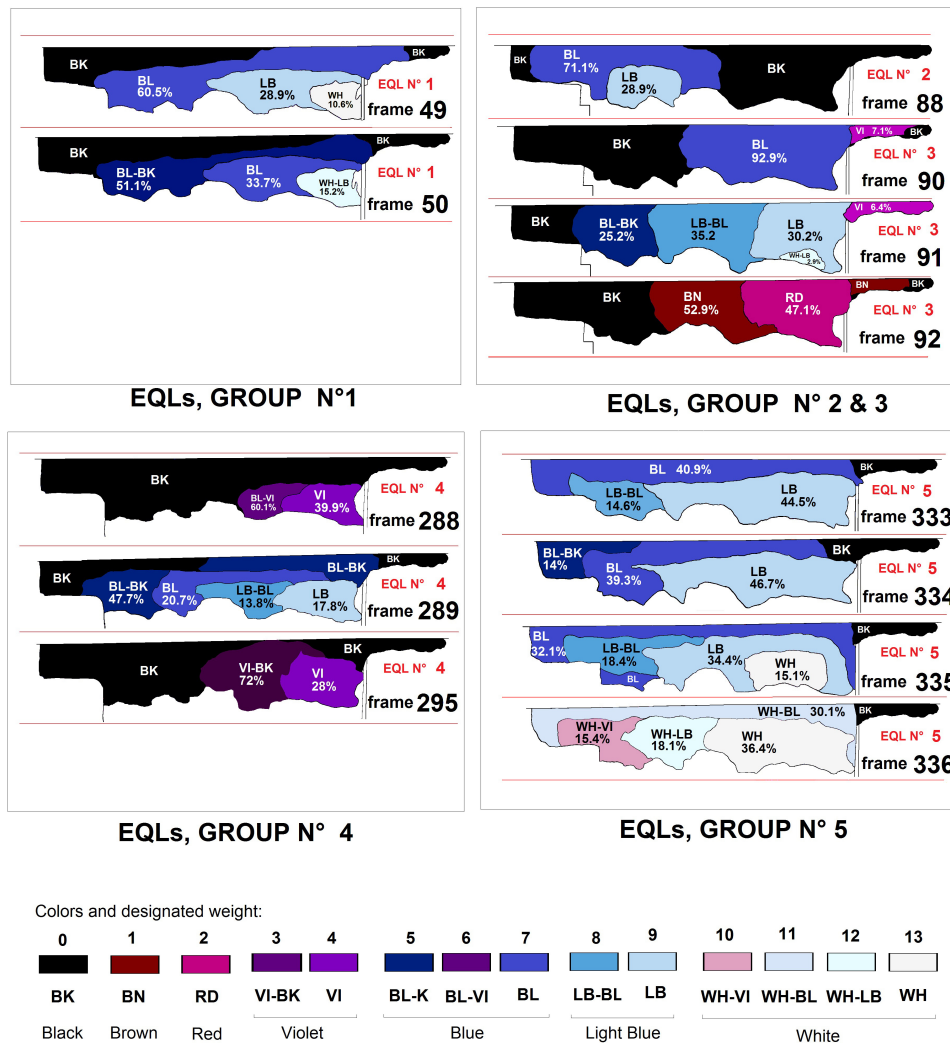 BK
BL
60.5%
LB
28.9%
WH
10.6%
BK
EQL N° 1
frame 49
BK
BL-BK
51.1%
BL
33.7%
WH-LB
15.2%
BK
EQL N° 1
frame 50
EQLs, GROUP N°1
BK
BL
71.1%
LB
28.9%
BK
BK
EQL N° 2
frame 88
BK
BL
92.9%
VI 7.1%
BK
EQL N° 3
frame 90
BK
BL-BK
25.2%
LB-BL
35.2
LB
30.2%
WH-LB
2.9%
VI 6.4%
EQL N° 3
frame 91
BK
BN
52.9%
RD
47.1%
BN
BK
EQL N° 3
frame 92
EQLs, GROUP N° 2 & 3
BK
BL-VI
60.1%
VI
39.9%
BK
EQL N° 4
frame 288
BK
BL-BK
47.7%
BL
20.7%
LB-BL
13.8%
LB
17.8%
BL-BK
BK
EQL N° 4
frame 289
BK
VI-BK
72%
VI
28%
BK
EQL N° 4
frame 295
EQLs, GROUP N° 4
BL 40.9%
LB-BL
14.6%
LB
44.5%
BK
EQL N° 5
frame 333
BL-BK
14%
BL
39.3%
LB
46.7%
BK
EQL N° 5
frame 334
BL
32.1%
LB-BL
18.4%
BL
LB
34.4%
WH
15.1%
BK
EQL N° 5
frame 335
WH-BL 30.1%
WH-VI
15.4%
WH-LB
18.1%
WH
36.4%
BK
EQL N° 5
frame 336
EQLs, GROUP N° 5
Colors and designated weight:
0 1 2 3 4 5 6 7 8 9 10 11 12 13
BK BN RD VI-BK VI BL-K BL-VI BL LB-BL LB WH-VI WH-BL WH-LB WH
Black Brown Red Violet Blue Light Blue White